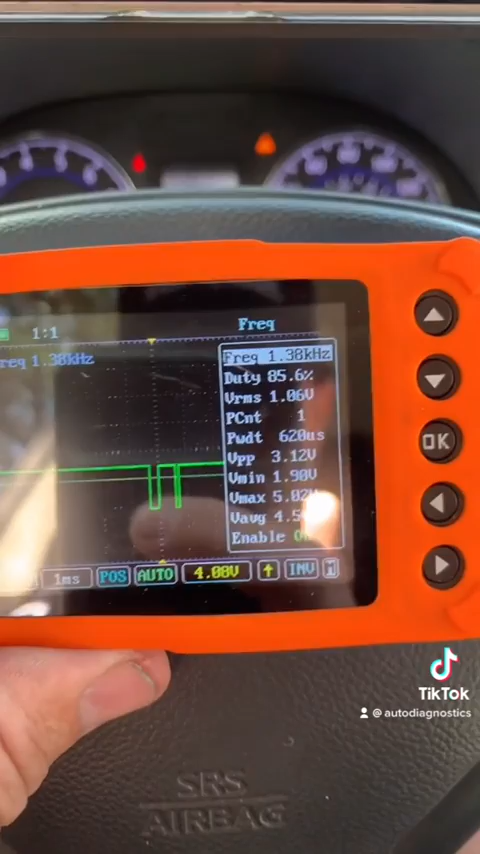 1:1
Freq
req 1.38kHz
Freq 1.38kHz
Duty 85.6%
Vrms 1.06V
PCnt 1
Pwdt 620us
Vpp 3.12V
Vmin 1.90V
Vmax 5.02V
Vavg 4.5
Enable
1ms POS AUTO 4.08V INV
OK
TikTok
@autodiagnostics
SRS
AIRBAG